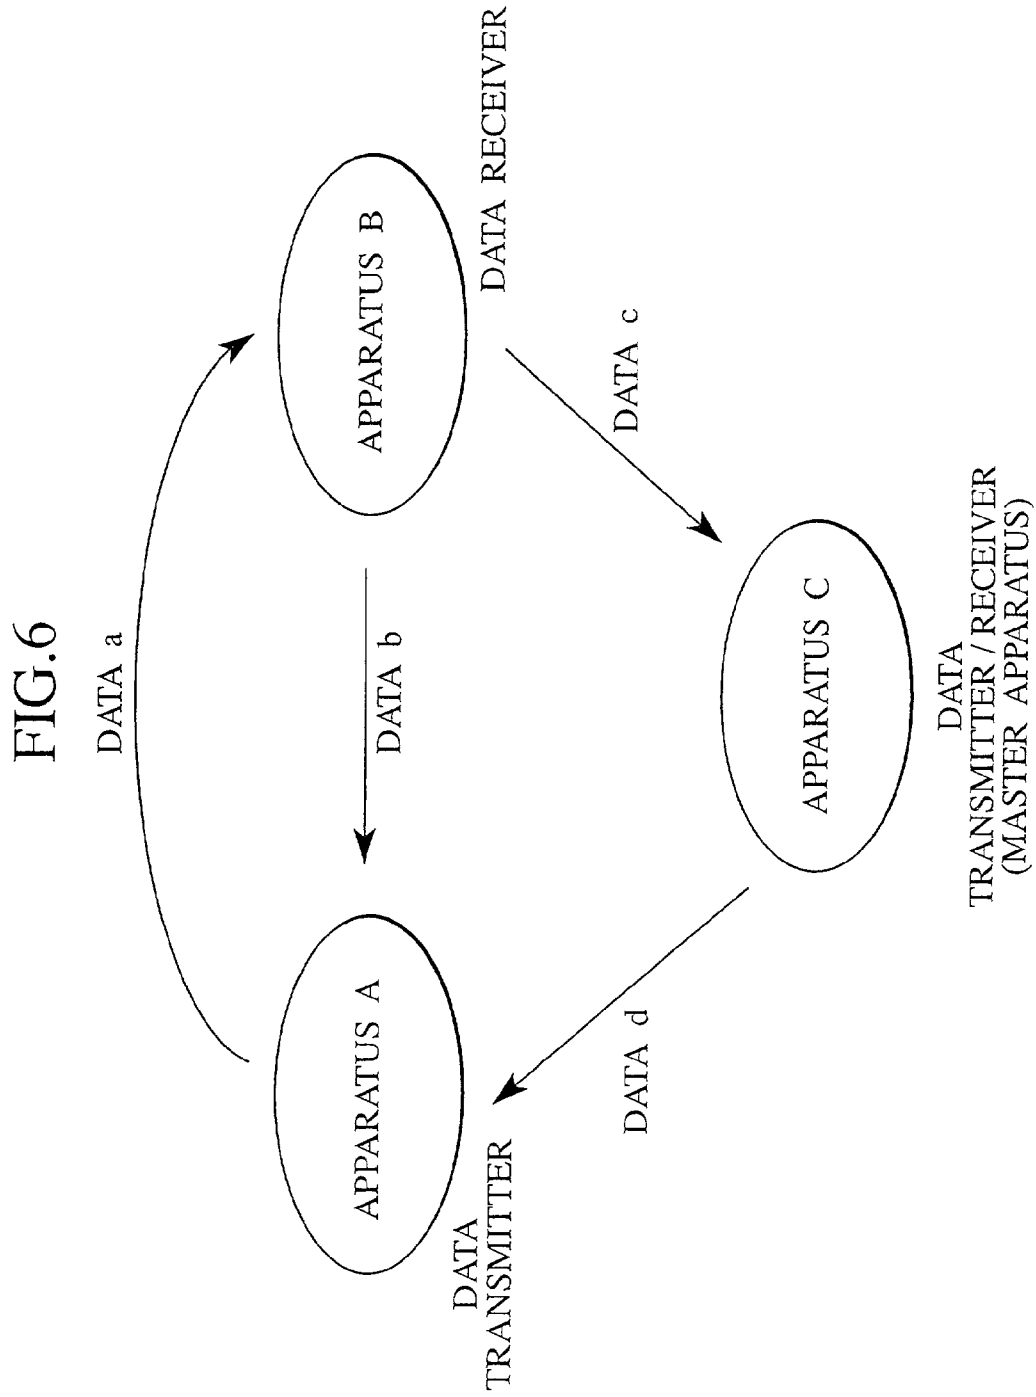 FIG.6
DATA a
APPARATUS A
DATA b
APPARATUS B
DATA
TRANSMITTER
DATA RECEIVER
DATA d
DATA c
APPARATUS C
DATA
TRANSMITTER / RECEIVER
(MASTER APPARATUS)